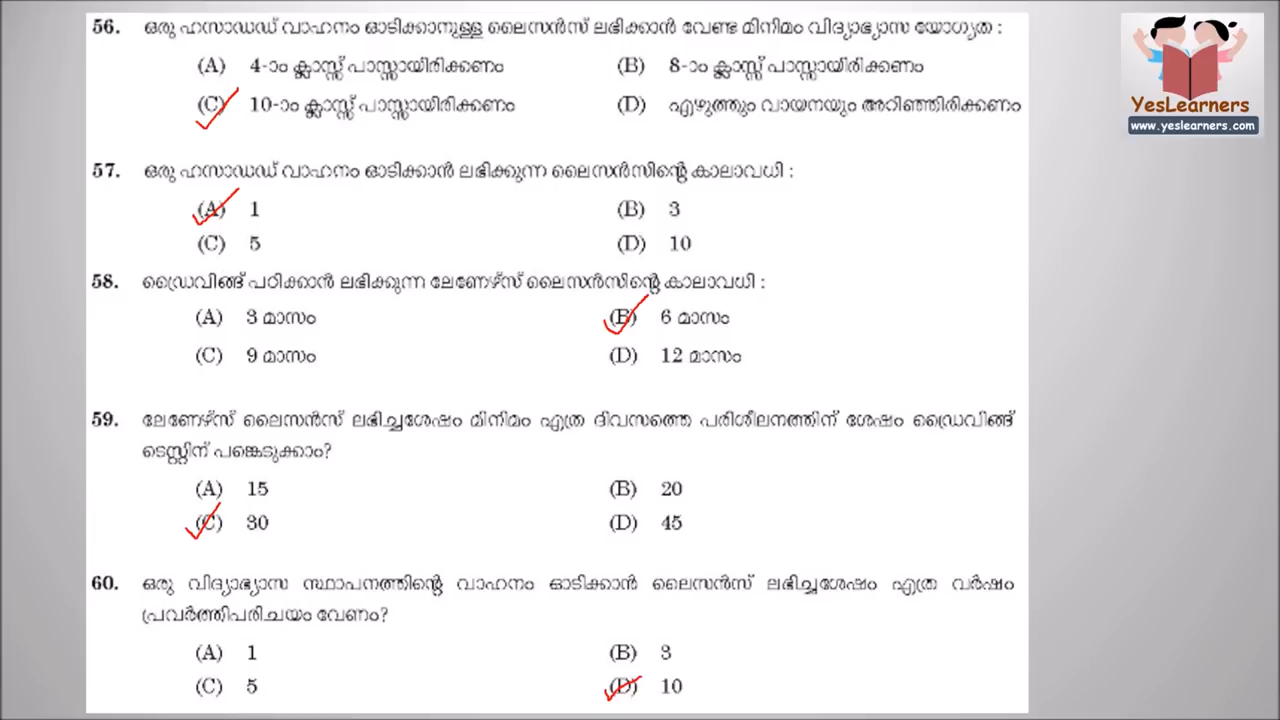 56. ഒരു ഹസാഡഡ് വാഹനം ഓടിക്കാനുള്ള ലൈസൻസ് ലഭിക്കാൻ വേണ്ട മിനിമം വിദ്യാഭ്യാസ യോഗ്യത :
(A) 4-ാം ക്ലാസ്സ് പാസ്സായിരിക്കണം (B) 8-ാം ക്ലാസ്സ് പാസ്സായിരിക്കണം
(C) 10-ാം ക്ലാസ്സ് പാസ്സായിരിക്കണം (D) എഴുത്തും വായനയും അറിഞ്ഞിരിക്കണം
YesLearners
www.yeslearners.com
57. ഒരു ഹസാഡഡ് വാഹനം ഓടിക്കാൻ ലഭിക്കുന്ന ലൈസൻസിന്റെ കാലാവധി :
(A) 1 (B) 3
(C) 5 (D) 10
58. ഡ്രൈവിങ്ങ് പഠിക്കാൻ ലഭിക്കുന്ന ലേണേഴ്സ് ലൈസൻസിന്റെ കാലാവധി :
(A) 3 മാസം (B) 6 മാസം
(C) 9 മാസം (D) 12 മാസം
59. ലേണേഴ്സ് ലൈസൻസ് ലഭിച്ചശേഷം മിനിമം എത്ര ദിവസത്തെ പരിശീലനത്തിന് ശേഷം ഡ്രൈവിങ്ങ്
ടെസ്റ്റിന് പങ്കെടുക്കാം?
(A) 15 (B) 20
(C) 30 (D) 45
60. ഒരു വിദ്യാഭ്യാസ സ്ഥാപനത്തിന്റെ വാഹനം ഓടിക്കാൻ ലൈസൻസ് ലഭിച്ചശേഷം എത്ര വർഷം
പ്രവർത്തിപരിചയം വേണം?
(A) 1 (B) 3
(C) 5 (D) 10